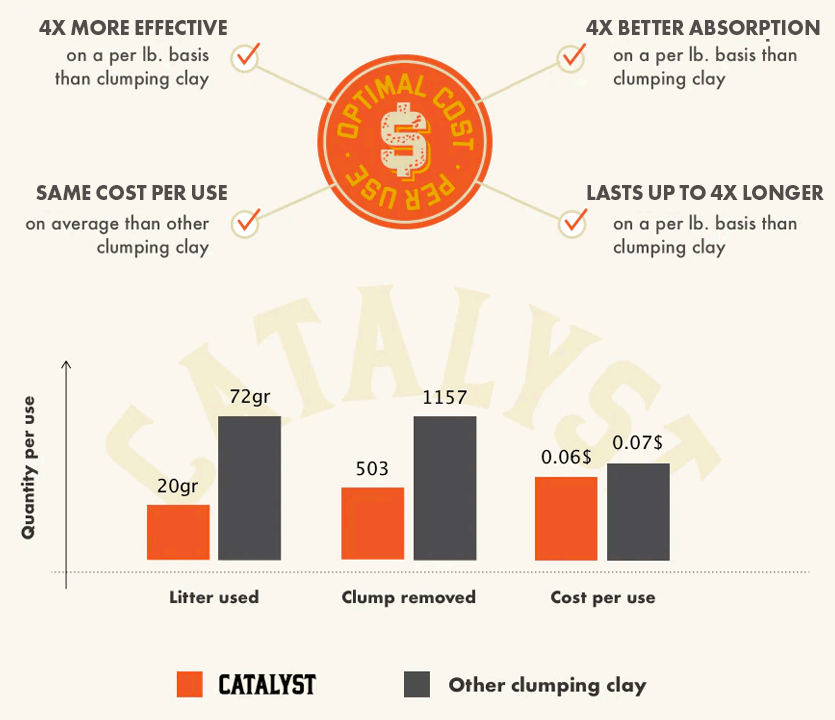 4X MORE EFFECTIVE
on a per lb. basis
than clumping clay
4X BETTER ABSORPTION
on a per lb. basis than
clumping clay
OPTIMAL COST
$
· PER USE ·
SAME COST PER USE
on average than other
clumping clay
LASTS UP TO 4X LONGER
on a per lb. basis than
clumping clay
CATALYST
Quantity per use
20gr
72gr
503
1157
0.06$
0.07$
Litter used
Clump removed
Cost per use
CATALYST
Other clumping clay